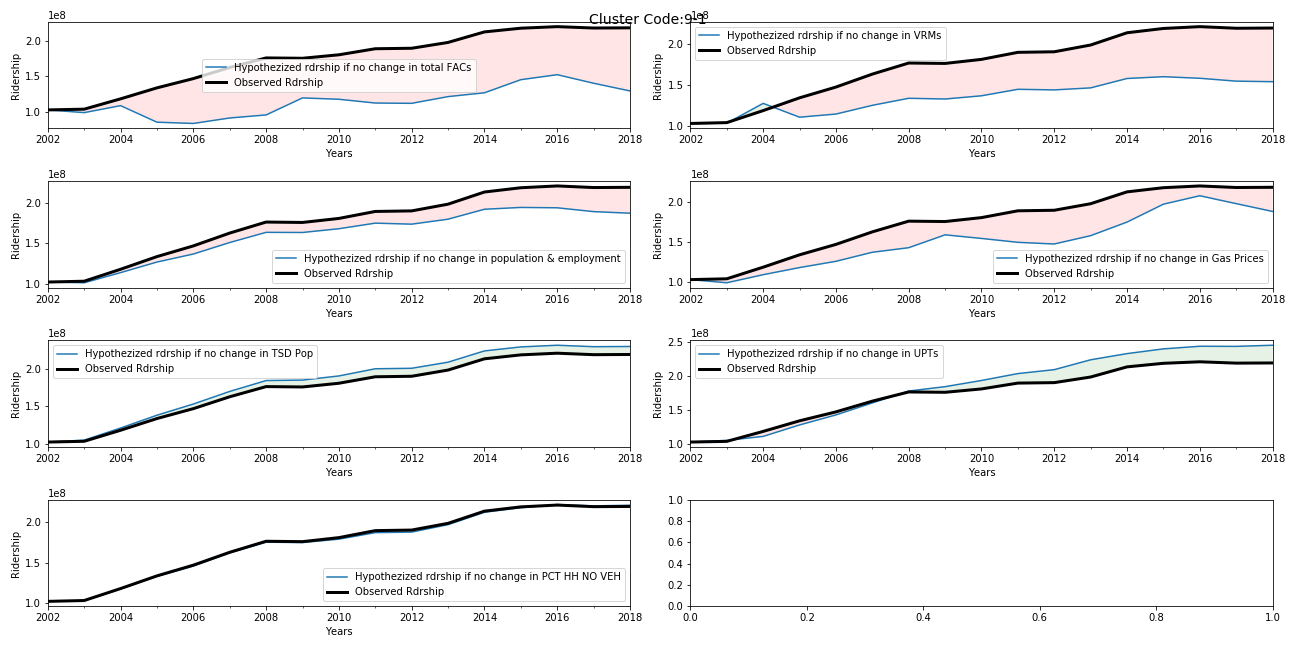 Cluster Code:9-1
1e8
2.0
1.5
1.0
Ridership
Hypothezized rdrship if no change in total FACs
Observed Rdrship
2002 2004 2006 2008 2010 2012 2014 2016 2018
Years
1e8
2.0
1.5
1.0
Ridership
Hypothezized rdrship if no change in VRMs
Observed Rdrship
2002 2004 2006 2008 2010 2012 2014 2016 2018
Years
1e8
2.0
1.5
1.0
Ridership
Hypothezized rdrship if no change in population & employment
Observed Rdrship
2002 2004 2006 2008 2010 2012 2014 2016 2018
Years
1e8
2.0
1.5
1.0
Ridership
Hypothezized rdrship if no change in Gas Prices
Observed Rdrship
2002 2004 2006 2008 2010 2012 2014 2016 2018
Years
1e8
2.0
1.5
1.0
Ridership
Hypothezized rdrship if no change in TSD Pop
Observed Rdrship
2002 2004 2006 2008 2010 2012 2014 2016 2018
Years
1e8
2.5
2.0
1.5
1.0
Ridership
Hypothezized rdrship if no change in UPTs
Observed Rdrship
2002 2004 2006 2008 2010 2012 2014 2016 2018
Years
1e8
2.0
1.5
1.0
Ridership
Hypothezized rdrship if no change in PCT HH NO VEH
Observed Rdrship
2002 2004 2006 2008 2010 2012 2014 2016 2018
Years
1.0
0.8
0.6
0.4
0.2
0.0
0.0 0.2 0.4 0.6 0.8 1.0